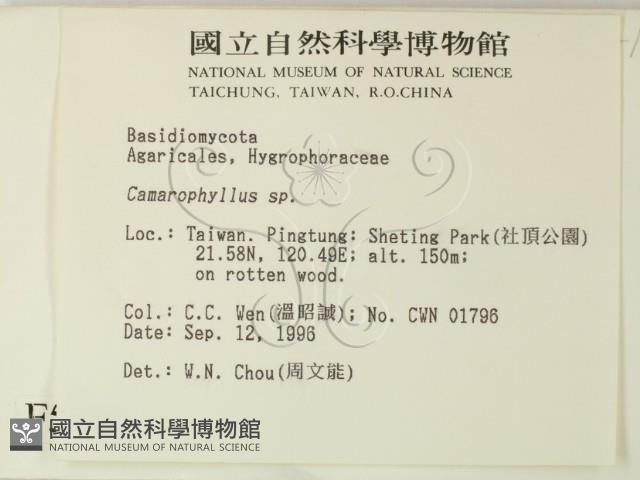 國立自然科學博物館
NATIONAL MUSEUM OF NATURAL SCIENCE
TAICHUNG, TAIWAN, R.O.CHINA
Basidiomycota
Agaricales, Hygrophoraceae
Camarophyllus sp.
Loc.: Taiwan. Pingtung: Sheting Park(社頂公園)
21.58N, 120.49E; alt. 150m;
on rotten wood.
Col.: C.C. Wen(溫昭誠); No. CWN 01796
Date: Sep. 12, 1996
Det.: W.N. Chou(周文能)
國立自然科學博物館
NATIONAL MUSEUM OF NATURAL SCIENCE